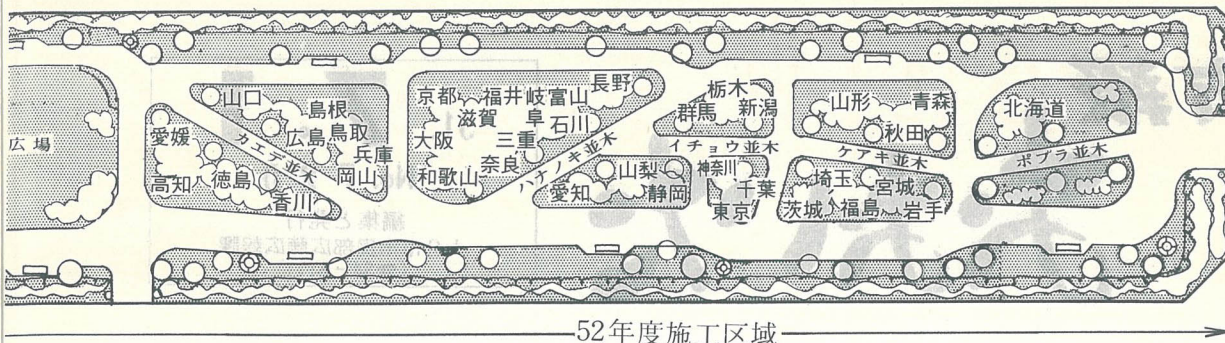 広場
山口
島根
広島
鳥取
兵庫
岡山
カエデ並木
愛媛
高知
徳島
香川
京都
福井
岐阜
富山
長野
滋賀
石川
大阪
三重
奈良
和歌山
ハナノキ並木
愛知
山梨
静岡
栃木
群馬
新潟
イチョウ並木
神奈川
千葉
東京
山形
青森
秋田
ケアキ並木
埼玉
宮城
茨城
福島
岩手
北海道
ポプラ並木
52年度施工区域